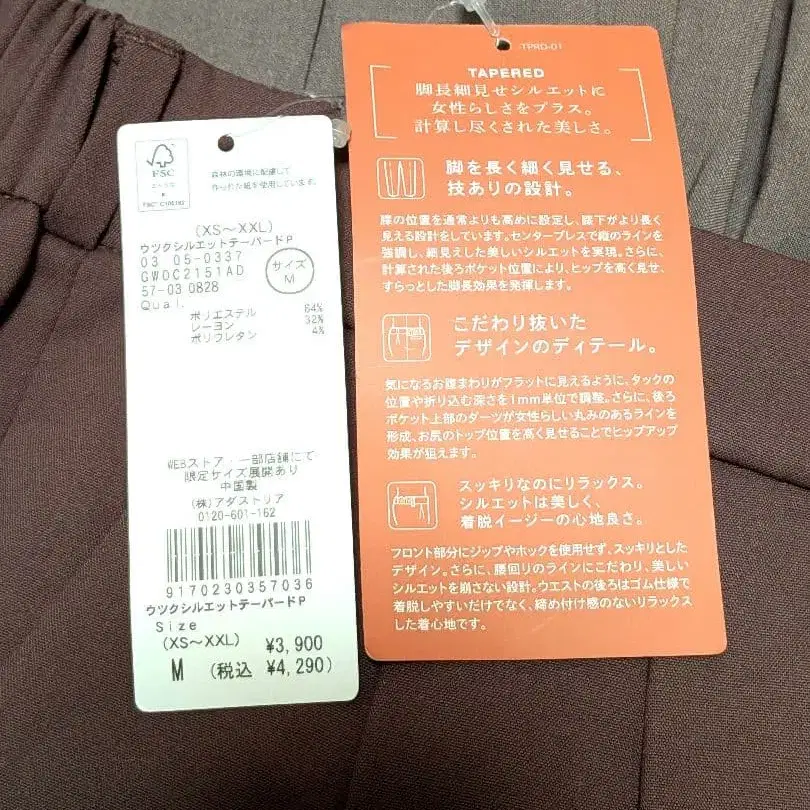 FSC
森林の環境に配慮して
作られた紙を使用しています。
(XS～XXL)
ウツクシルエットテーパードP
03 05-0337
GWOC2151AD
57-03 0828
サイズ
M
Qual.
ポリエステル 64%
レーヨン 32%
ポリウレタン 4%
WEBストア・一部店舗にて
限定サイズ展開あり
中国製
(株)アダストリア
0120-601-162
9170230357036
ウツクシルエットテーパードP
Size
(XS～XXL) ¥3,900
M (税込 ¥4,290)
TPRD-01
TAPERED
脚長細見せシルエットに
女性らしさをプラス。
計算し尽くされた美しさ。
脚を長く細く見せる、
技ありの設計。
膝の位置を通常よりも高めに設定し、膝下がより長く
見える設計をしています。センタープレスで縦のラインを
強調し、細見えした美しいシルエットを実現。さらに、
計算された後ろポケット位置により、ヒップを高く見せ、
すらっとした脚長効果を発揮します。
こだわり抜いた
デザインのディテール。
気になるお腹まわりがフラットに見えるように、タックの
位置や折り込む深さを1mm単位で調整。さらに、後ろ
ポケット上部のダーツが女性らしい丸みのあるラインを
形成、お尻のトップ位置を高く見せることでヒップアップ
効果が狙えます。
スッキリなのにリラックス。
シルエットは美しく、
着脱イージーの心地良さ。
フロント部分にジップやホックを使用せず、スッキリとした
デザイン。さらに、腰回りのラインにこだわり、美しい
シルエットを崩さない設計。ウエストの後ろはゴム仕様で
着脱しやすいだけでなく、締め付け感のないリラックス
した着心地です。